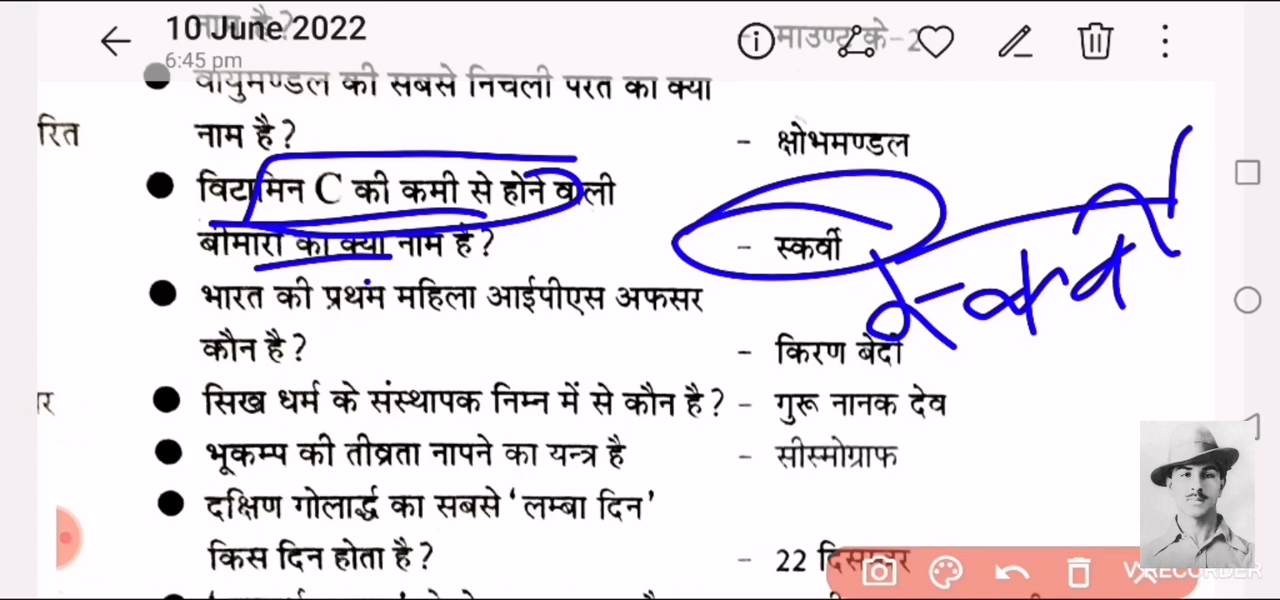 नाम है?
10 June 2022
6:45 pm
- माउण्ट के-2
वायुमण्डल की सबसे निचली परत का क्या
नाम है? - क्षोभमण्डल
रित
विटामिन C की कमी से होने वाली
बीमारी का क्या नाम है? - स्कर्वी
भारत की प्रथम महिला आईपीएस अफसर
कौन है? - किरण बेदी
सिख धर्म के संस्थापक निम्न में से कौन है? - गुरू नानक देव
भूकम्प की तीव्रता नापने का यन्त्र है - सीस्मोग्राफ
दक्षिण गोलार्द्ध का सबसे 'लम्बा दिन'
किस दिन होता है? - 22 दिसम्बर
VRECORDER